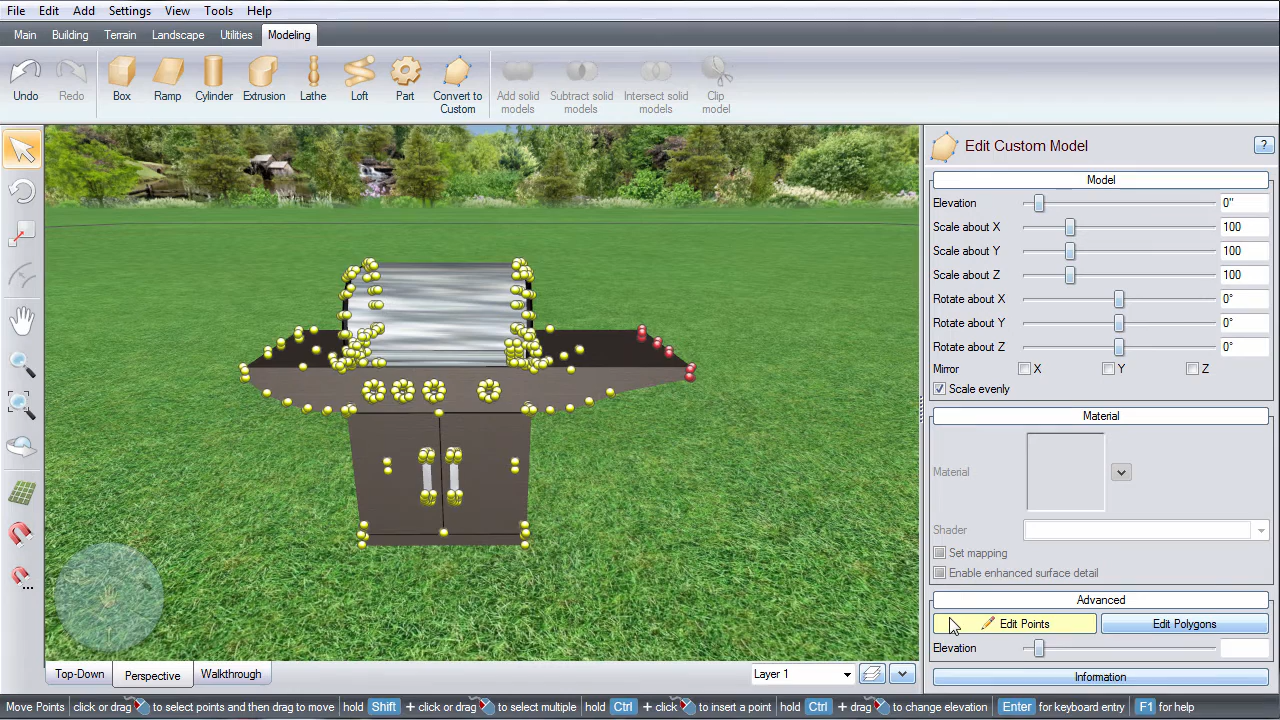 File Edit Add Settings View Tools Help
Main Building Terrain Landscape Utilities Modeling
Undo Redo Box Ramp Cylinder Extrusion Lathe Loft Part Convert to Custom Add solid models Subtract solid models Intersect solid models Clip model
Edit Custom Model ?
Model
Elevation 0"
Scale about X 100
Scale about Y 100
Scale about Z 100
Rotate about X 0°
Rotate about Y 0°
Rotate about Z 0°
Mirror X Y Z
Scale evenly
Material
Material
Shader
Set mapping
Enable enhanced surface detail
Advanced
Edit Points Edit Polygons
Elevation
Information
Top-Down Perspective Walkthrough Layer 1
Move Points click or drag to select points and then drag to move hold Shift + click or drag to select multiple hold Ctrl + click to insert a point hold Ctrl + drag to change elevation Enter for keyboard entry F1 for help